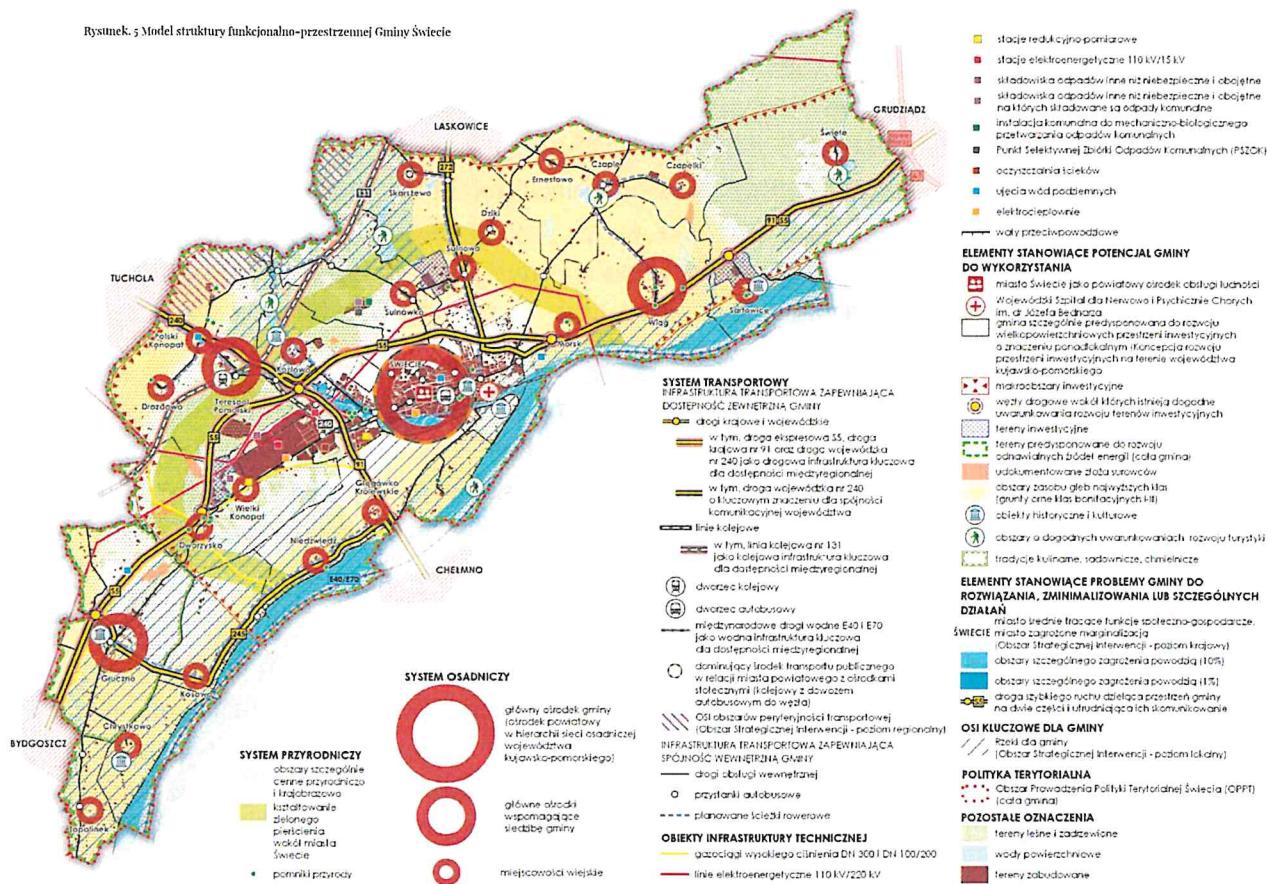 Rysunek. 5 Model struktury funkcjonalno-przestrzennej Gminy Świecie
GRUDZIĄDZ
LASKOWICE
TUCHOLA
CHEŁMNO
BYDGOSZCZ
Święte
Czaple
Czapelki
Ernestowo
Skarszewo
Dziki
Sulnowo
Sulnówko
Wiąg
Sartowice
Morsk
ŚWIECIE
Kozłowo
Polski
Konopat
Terespol
Pomorski
Drozdowo
Wielki
Konopat
Dworzysko
Głogówko
Królewskie
Niedźwiedź
Gruczno
Kosowo
Chrystkowo
Topolinek
272
131
240
91 S5
S5
240
91
S5
E40/E70
S5
245
SYSTEM PRZYRODNICZY
obszary szczególnie
cenne przyrodniczo
i krajobrazowo
kształtowanie
zielonego
pierścienia
wokół miasta
Świecie
pomniki przyrody
SYSTEM OSADNICZY
główny ośrodek gminy
(ośrodek powiatowy
w hierarchii sieci osadniczej
województwa
kujawsko-pomorskiego)
główne ośrodki
wspomagające
siedzibę gminy
miejscowości wiejskie
SYSTEM TRANSPORTOWY
INFRASTRUKTURA TRANSPORTOWA ZAPEWNIAJĄCA
DOSTĘPNOŚĆ ZEWNĘTRZNĄ GMINY
drogi krajowe i wojewódzkie
w tym, droga ekspresowa S5, droga
krajowa nr 91 oraz droga wojewódzka
nr 240 jako drogowa infrastruktura kluczowa
dla dostępności międzyregionalnej
w tym, droga wojewódzka nr 240
o kluczowym znaczeniu dla spójności
komunikacyjnej województwa
linie kolejowe
w tym, linia kolejowa nr 131
jako kolejowa infrastruktura kluczowa
dla dostępności międzyregionalnej
dworzec kolejowy
dworzec autobusowy
międzynarodowe drogi wodne E40 i E70
jako wodna infrastruktura kluczowa
dla dostępności międzyregionalnej
dominujący środek transportu publicznego
w relacji miasta powiatowego z ośrodkami
stołecznymi (kolejowy z dowozem
autobusowym do węzła)
OSI obszarów peryferyjności transportowej
(Obszar Strategicznej Interwencji - poziom regionalny)
INFRASTRUKTURA TRANSPORTOWA ZAPEWNIAJĄCA
SPÓJNOŚĆ WEWNĘTRZNĄ GMINY
drogi obsługi wewnętrznej
przystanki autobusowe
planowane ścieżki rowerowe
OBIEKTY INFRASTRUKTURY TECHNICZNEJ
gazociągi wysokiego ciśnienia DN 300 i DN 100/200
linie elektroenergetyczne 110 kV/220 kV
stacje redukcyjno-pomiarowe
stacje elektroenergetyczne 110 kV/15 kV
składowiska odpadów inne niż niebezpieczne i obojętne
składowiska odpadów inne niż niebezpieczne i obojętne
na których składowane są odpady komunalne
instalacja komunalna do mechaniczno-biologicznego
przetwarzania odpadów komunalnych
Punkt Selektywnej Zbiórki Odpadów Komunalnych (PSZOK)
oczyszczalnia ścieków
ujęcia wód podziemnych
elektrociepłownie
wały przeciwpowodziowe
ELEMENTY STANOWIĄCE POTENCJAŁ GMINY
DO WYKORZYSTANIA
miasto Świecie jako powiatowy ośrodek obsługi ludności
Wojewódzki Szpital dla Nerwowo i Psychicznie Chorych
im. dr Józefa Bednarza
gmina szczególnie predysponowana do rozwoju
wielkopowierzchniowych przestrzeni inwestycyjnych
o znaczeniu ponadlokalnym (Koncepcja rozwoju
przestrzeni inwestycyjnych na terenie województwa
kujawsko-pomorskiego
makroobszary inwestycyjne
węzły drogowe wokół których istnieją dogodne
uwarunkowania rozwoju terenów inwestycyjnych
tereny inwestycyjne
tereny predysponowane do rozwoju
odnawialnych źródeł energii (cała gmina)
udokumentowane złoża surowców
obszary zasobu gleb najwyższych klas
(grunty orne klas bonitacyjnych I-III)
obiekty historyczne i kulturowe
obszary o dogodnych uwarunkowaniach rozwoju turystyki
tradycje kulinarne, sadownicze, chmielnicze
ELEMENTY STANOWIĄCE PROBLEMY GMINY DO
ROZWIĄZANIA, ZMINIMALIZOWANIA LUB SZCZEGÓLNYCH
DZIAŁAŃ
miasto średnie tracące funkcje społeczno-gospodarcze,
ŚWIECIE miasto zagrożone marginalizacją
(Obszar Strategicznej Interwencji - poziom krajowy)
obszary szczególnego zagrożenia powodzią (10%)
obszary szczególnego zagrożenia powodzią (1%)
S5 droga szybkiego ruchu dzieląca przestrzeń gminy
na dwie części i utrudniająca ich skomunikowanie
OSI KLUCZOWE DLA GMINY
Rzeki dla gminy
(Obszar Strategicznej Interwencji - poziom lokalny)
POLITYKA TERYTORIALNA
Obszar Prowadzenia Polityki Terytorialnej Świecia (OPPT)
(cała gmina)
POZOSTAŁE OZNACZENIA
tereny leśne i zadrzewione
wody powierzchniowe
tereny zabudowane